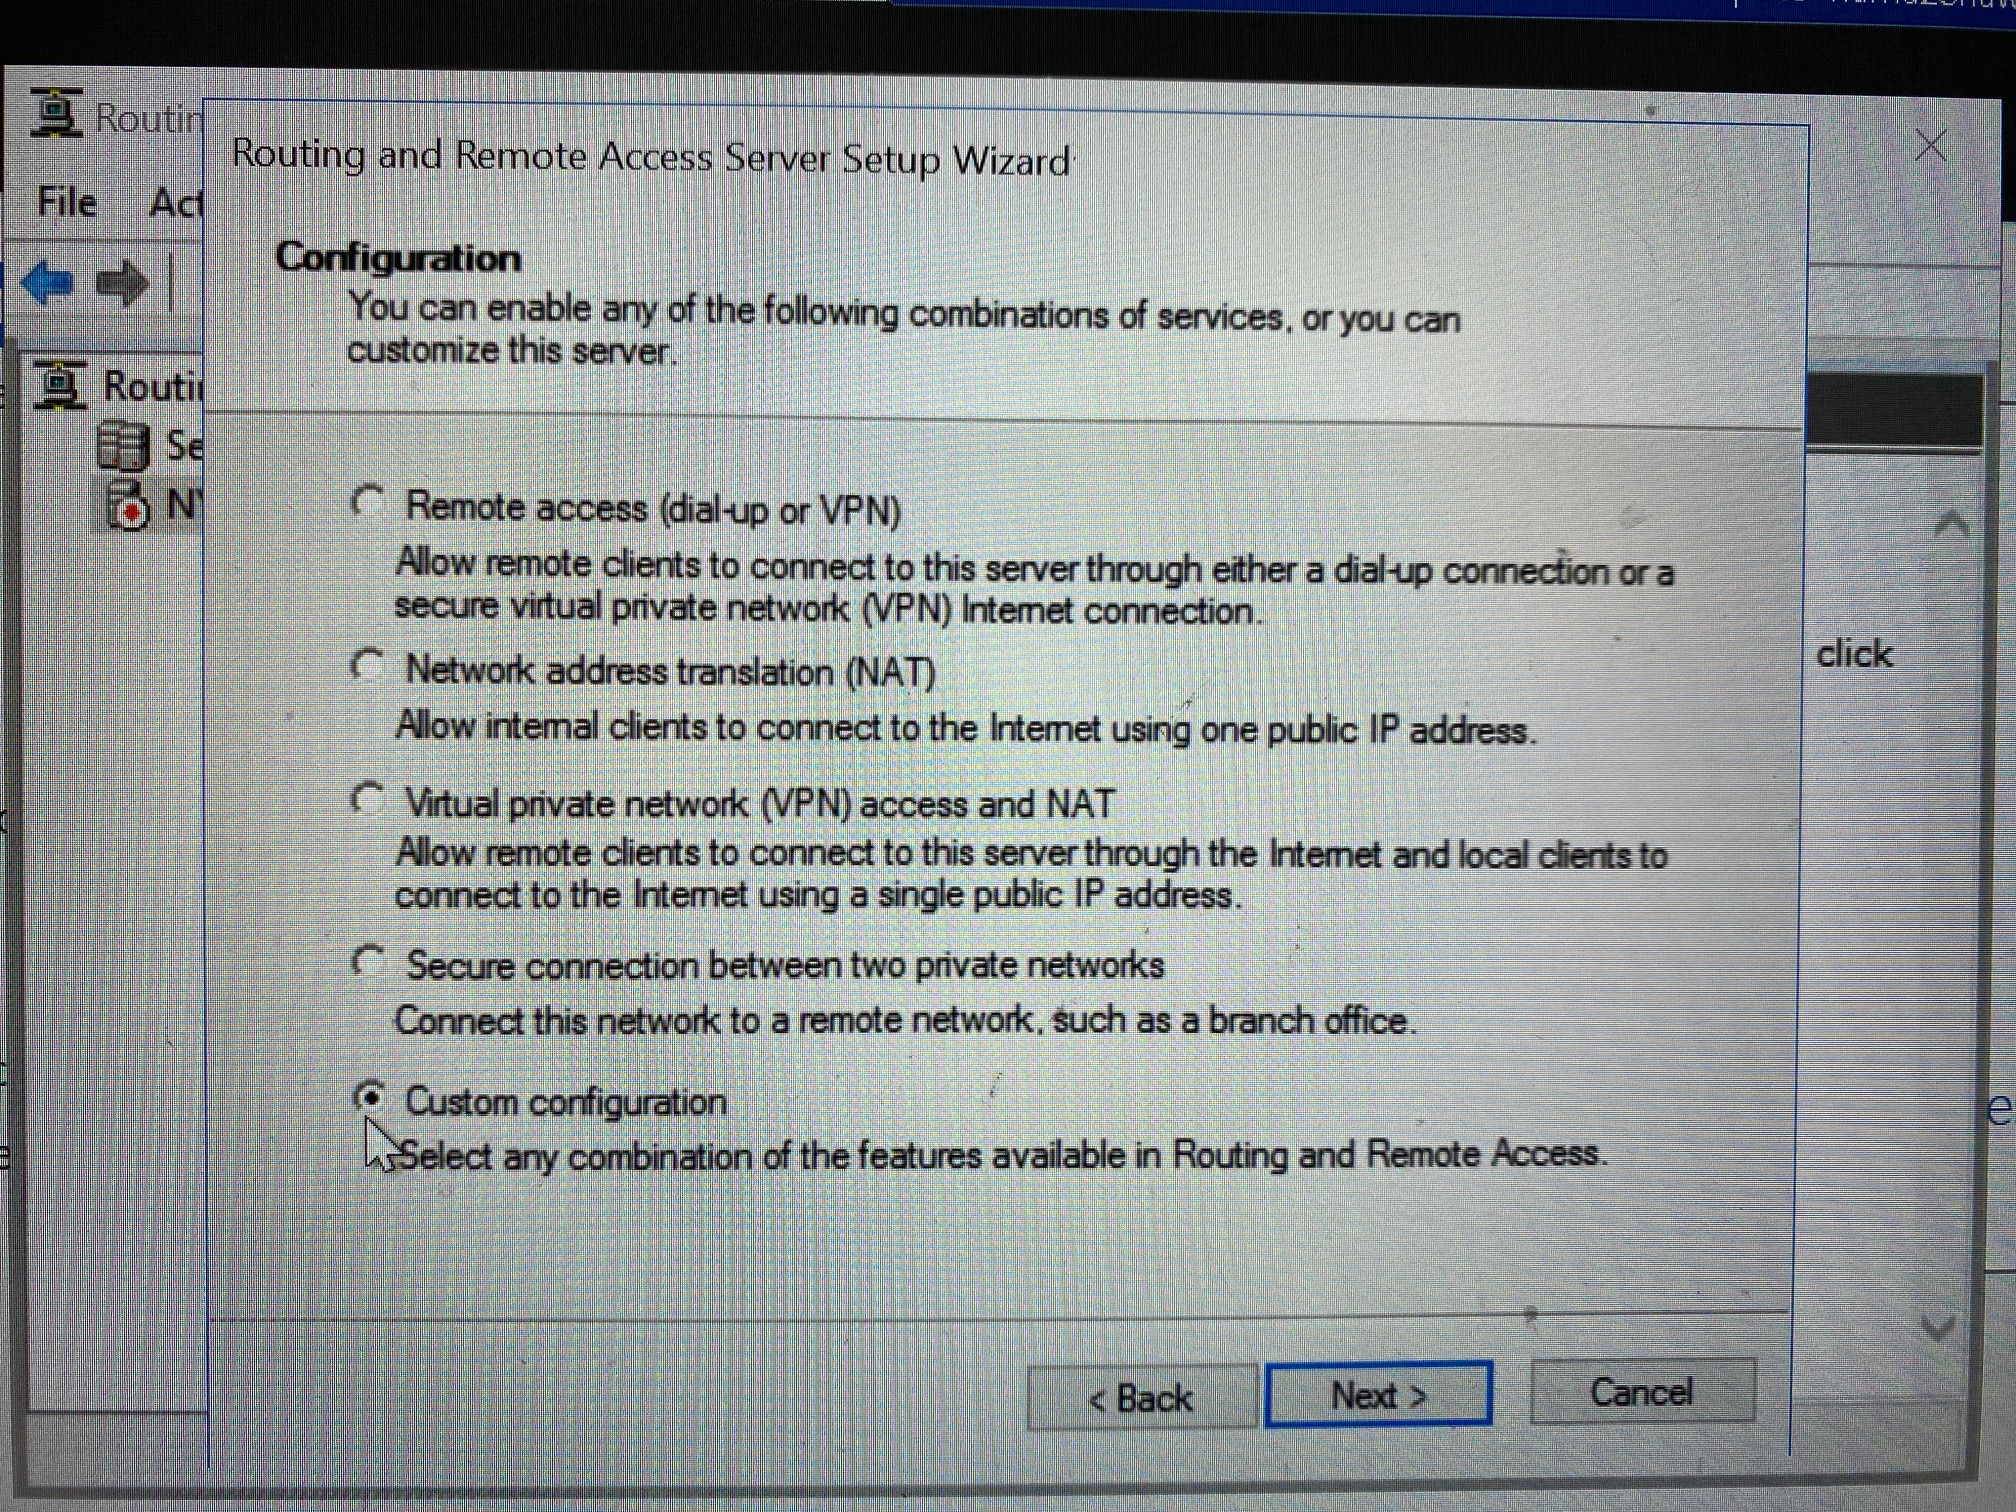 Routing and Remote Access Server Setup Wizard
File
Configuration
You can enable any of the following combinations of services, or you can
customize this server.
Remote access (dial-up or VPN)
Allow remote clients to connect to this server through either a dial-up connection or a
secure virtual private network (VPN) Internet connection.
Network address translation (NAT)
click
Allow internal clients to connect to the Internet using one public IP address.
Virtual private network (VPN) access and NAT
Allow remote clients to connect to this server through the Internet and local clients to
connect to the Internet using a single public IP address.
Secure connection between two private networks
Connect this network to a remote network, such as a branch office.
Custom configuration
Select any combination of the features available in Routing and Remote Access.
< Back
Next >
Cancel